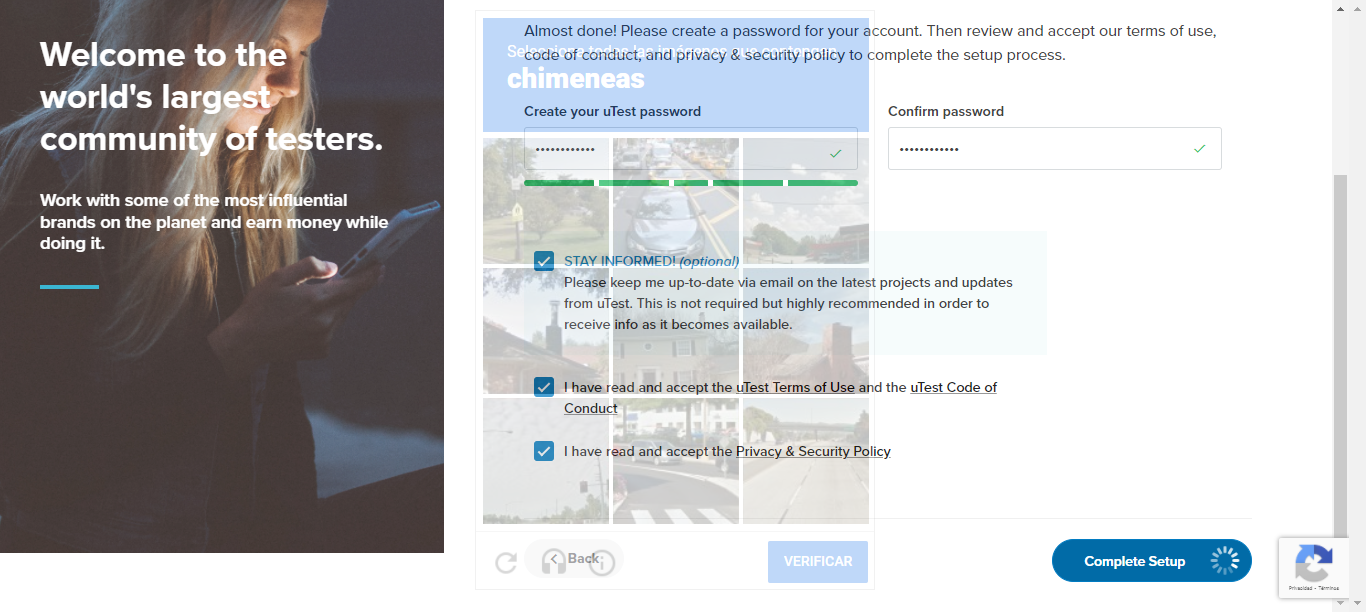 Welcome to the
world's largest
community of testers.
Work with some of the most influential
brands on the planet and earn money while
doing it.
Almost done! Please create a password for your account. Then review and accept our terms of use,
code of conduct, and privacy & security policy to complete the setup process.
Selecciona todas las imágenes que contengan
chimeneas
Create your uTest password
Confirm password
STAY INFORMED! (optional)
Please keep me up-to-date via email on the latest projects and updates
from uTest. This is not required but highly recommended in order to
receive info as it becomes available.
I have read and accept the uTest Terms of Use and the uTest Code of
Conduct
I have read and accept the Privacy & Security Policy
Back
VERIFICAR
Complete Setup
Privacidad - Términos